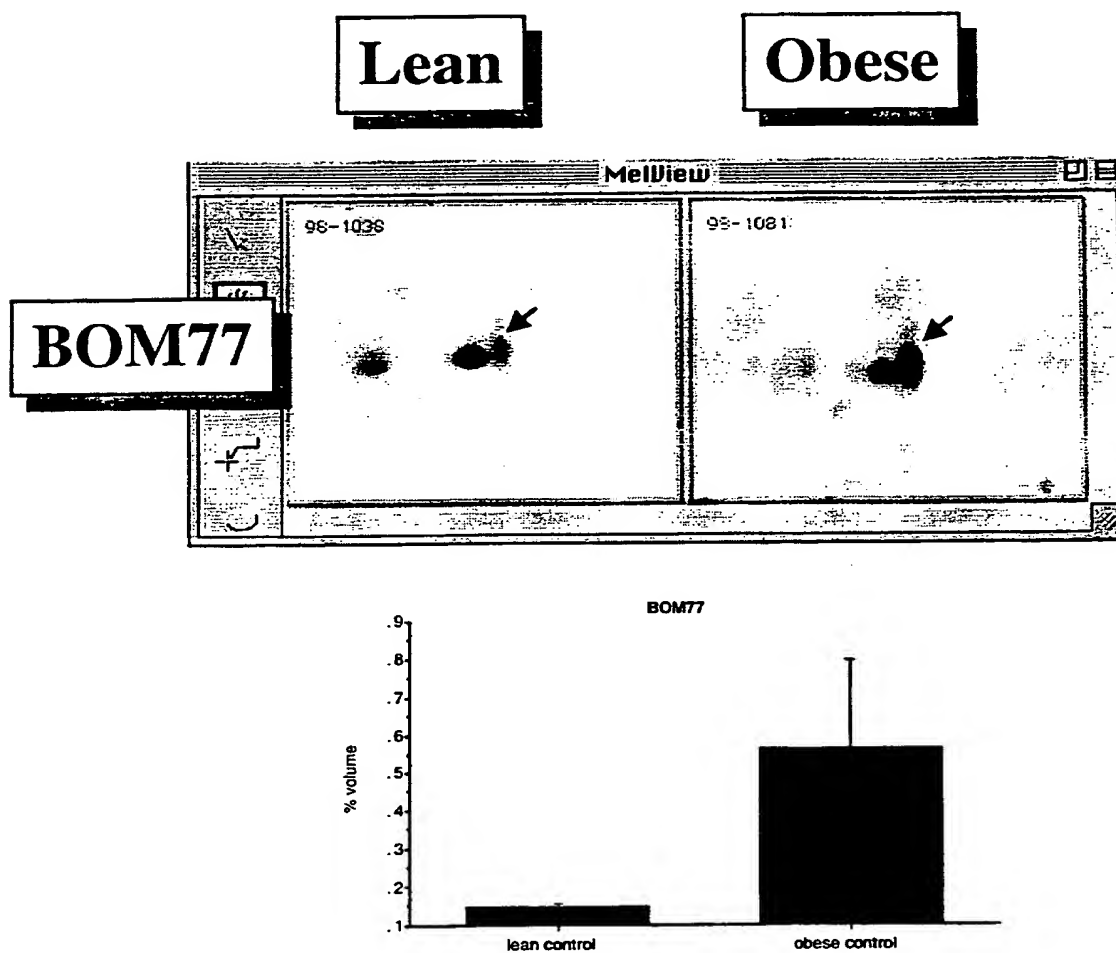 Lean
Obese
MelView
98-1038
98-1081
BOM77
BOM77
.9
.8
.7
.6
.5
.4
.3
.2
.1
% volume
lean control
obese control